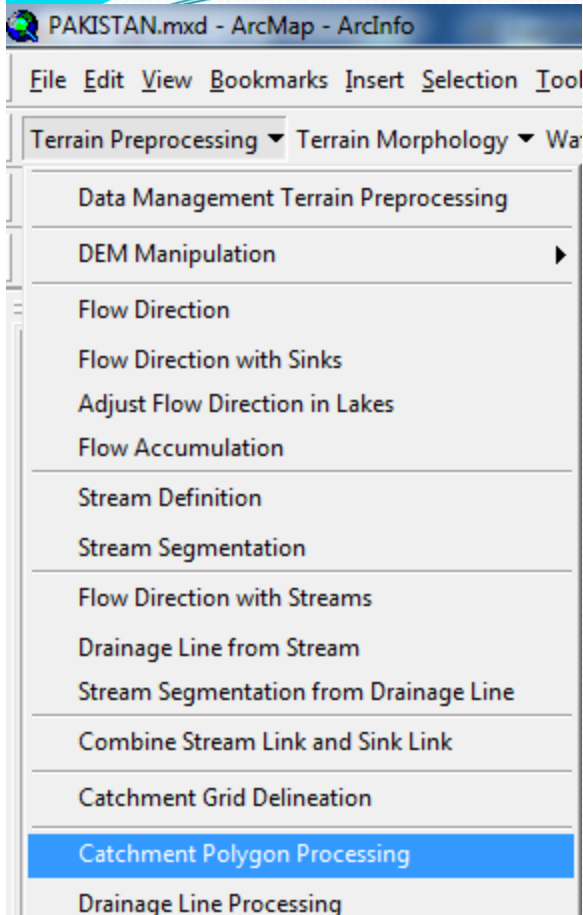 PAKISTAN.mxd - ArcMap - ArcInfo
File Edit View Bookmarks Insert Selection Tool
Terrain Preprocessing Terrain Morphology Wa
Data Management Terrain Preprocessing
DEM Manipulation
Flow Direction
Flow Direction with Sinks
Adjust Flow Direction in Lakes
Flow Accumulation
Stream Definition
Stream Segmentation
Flow Direction with Streams
Drainage Line from Stream
Stream Segmentation from Drainage Line
Combine Stream Link and Sink Link
Catchment Grid Delineation
Catchment Polygon Processing
Drainage Line Processing